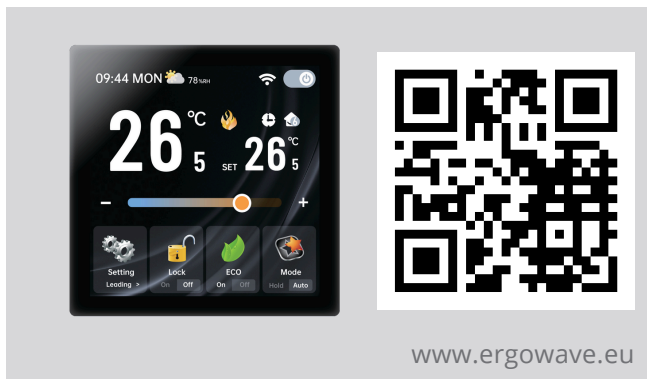 09:44 MON 78%RH
26 °C 5
SET 26 °C 5
− +
Setting Lock ECO Mode
Leading > On Off On Off Hold Auto
www.ergowave.eu